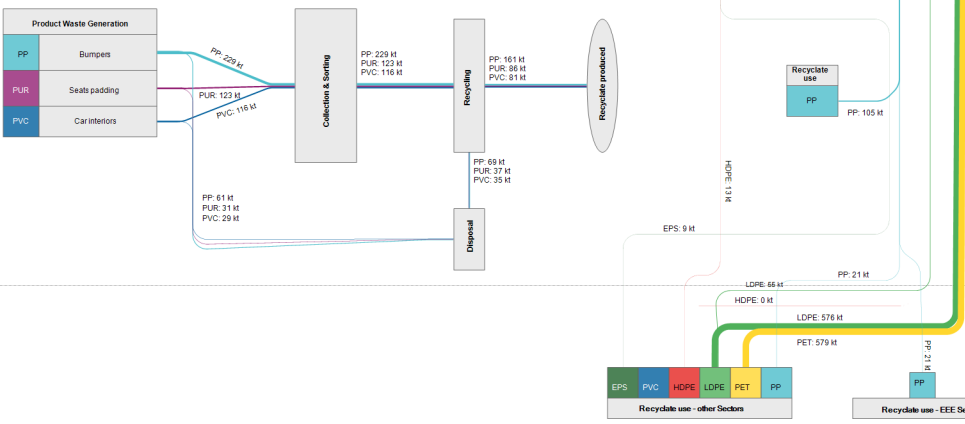 Product Waste Generation
PP
Bumpers
PUR
Seats padding
PVC
Car interiors
PP: 229 kt
PUR: 123 kt
PVC: 116 kt
Collection & Sorting
PP: 229 kt
PUR: 123 kt
PVC: 116 kt
Recycling
PP: 161 kt
PUR: 86 kt
PVC: 81 kt
Recyclate produced
PP: 69 kt
PUR: 37 kt
PVC: 35 kt
PP: 61 kt
PUR: 31 kt
PVC: 29 kt
Disposal
Recyclate
use
PP
PP: 105 kt
HDPE: 13 kt
EPS: 9 kt
PP: 21 kt
HDPE: 0 kt
LDPE: 576 kt
PET: 579 kt
PP: 21 kt
EPS
PVC
HDPE
LDPE
PET
PP
Recyclate use - other Sectors
PP
Recyclate use - EEE Se